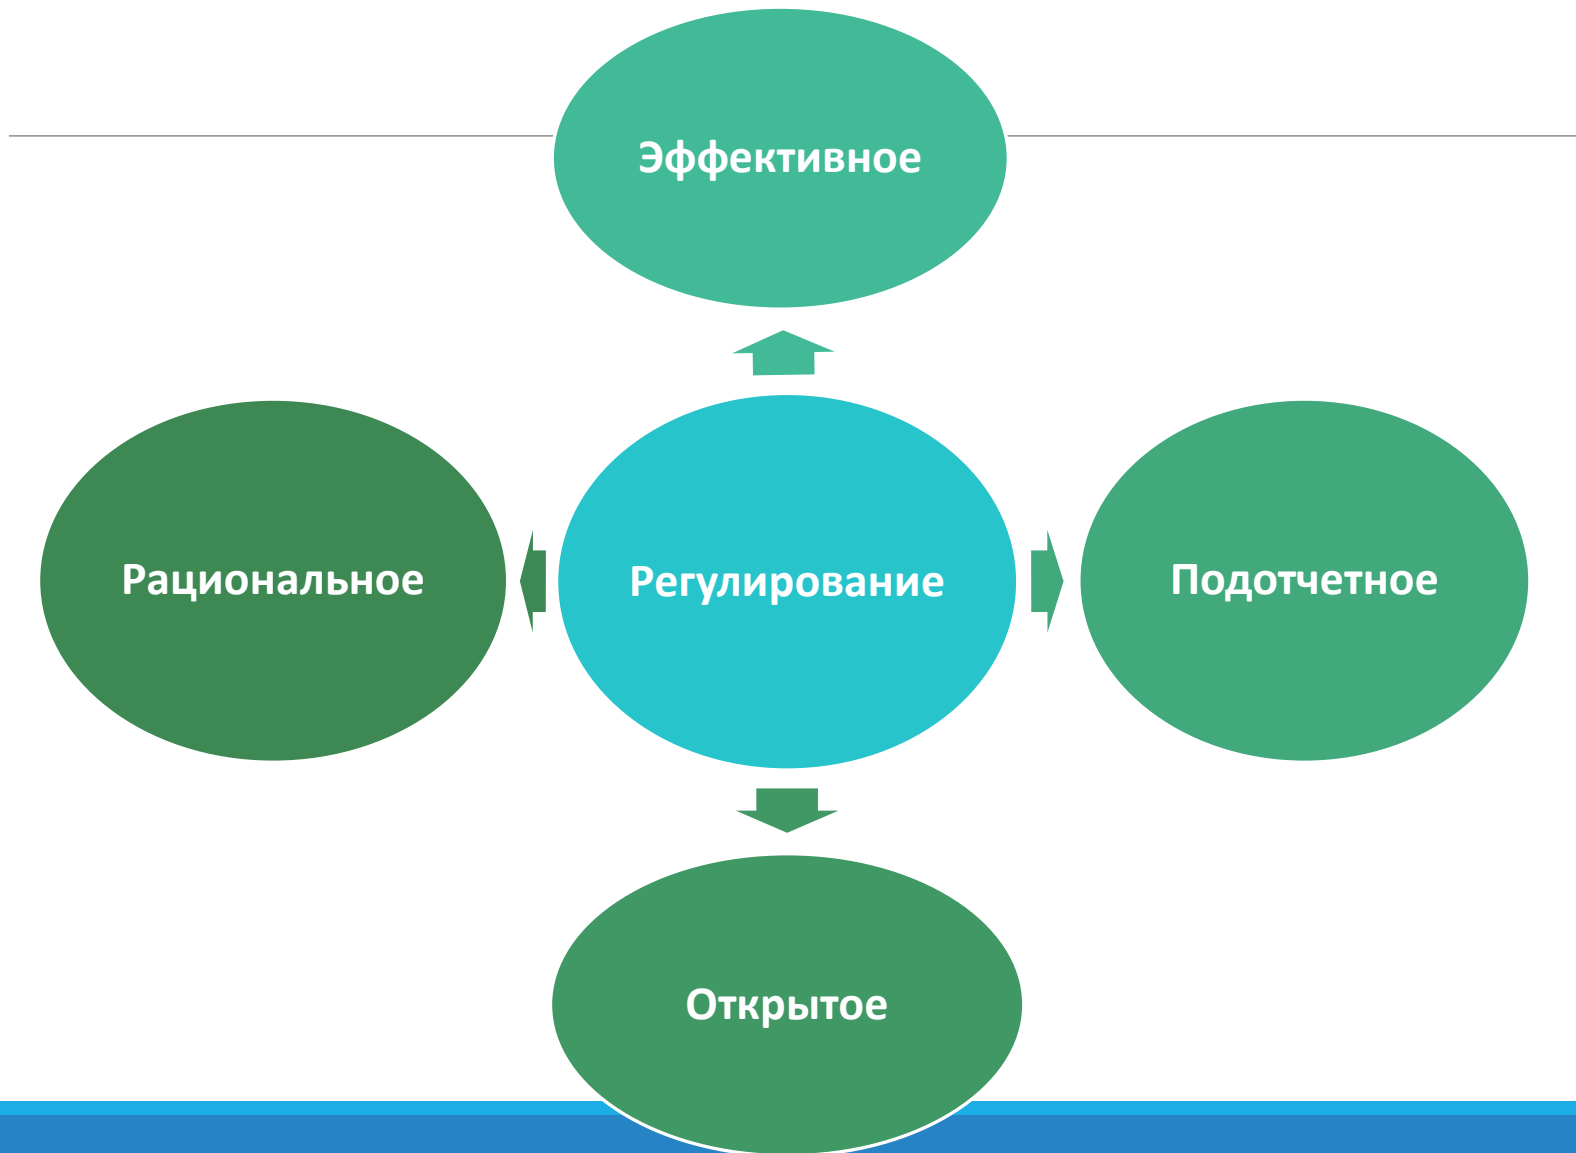 Эффективное
Рациональное
Регулирование
Подотчетное
Открытое